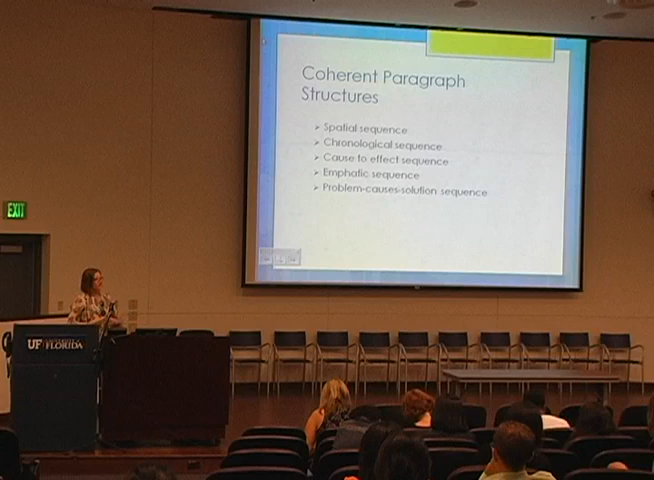 Coherent Paragraph
Structures
Spatial sequence
Chronological sequence
Cause to effect sequence
Emphatic sequence
Problem-causes-solution sequence
EXIT
UF FLORIDA